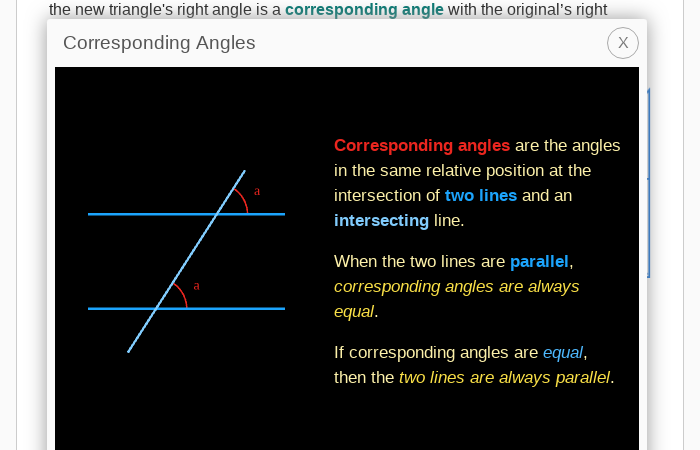 the new triangle's right angle is a corresponding angle with the original's right
Corresponding Angles
X
Corresponding angles are the angles
in the same relative position at the
intersection of two lines and an
intersecting line.
When the two lines are parallel,
corresponding angles are always
equal.
If corresponding angles are equal,
then the two lines are always parallel.
a
a